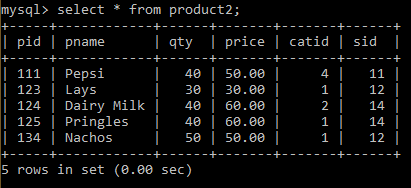 mysql> select * from product2;
+-----+------------+------+-------+-------+------+
| pid | pname      | qty  | price | catid | sid  |
+-----+------------+------+-------+-------+------+
| 111 | Pepsi      |   40 | 50.00 |     4 |   11 |
| 123 | Lays       |   30 | 30.00 |     1 |   12 |
| 124 | Dairy Milk |   40 | 60.00 |     2 |   14 |
| 125 | Pringles   |   40 | 60.00 |     1 |   14 |
| 134 | Nachos     |   50 | 50.00 |     1 |   12 |
+-----+------------+------+-------+-------+------+
5 rows in set (0.00 sec)